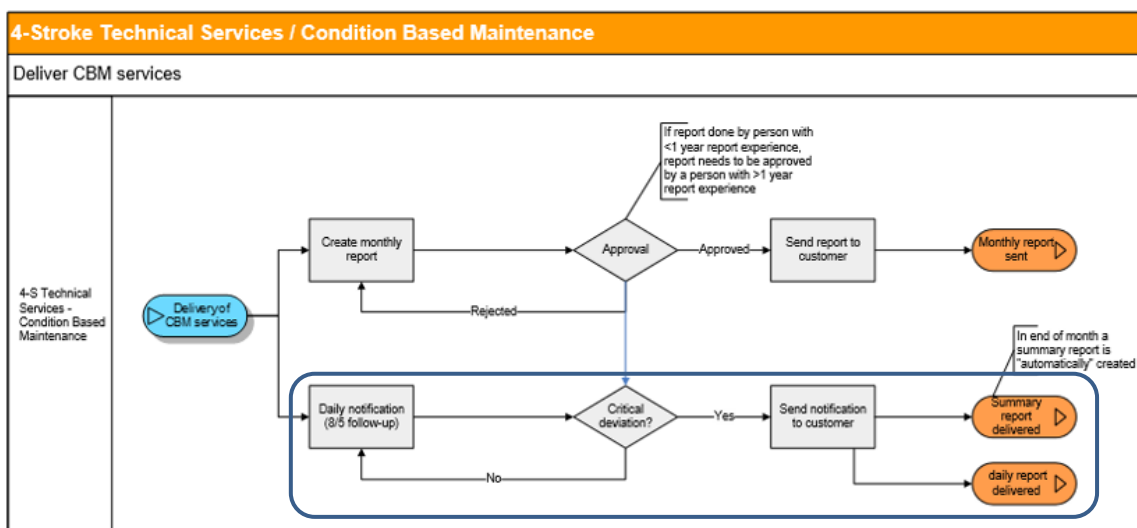 4-Stroke Technical Services / Condition Based Maintenance
Deliver CBM services
4-S Technical
Services -
Condition Based
Maintenance
Delivery of
CBM services
Create monthly
report
If report done by person with
<1 year report experience,
report needs to be approved
by a person with >1 year
report experience
Approval
Approved
Send report to
customer
Monthly report
sent
Rejected
Daily notification
(8/5 follow-up)
Critical
deviation?
Yes
Send notification
to customer
In end of month a
summary report is
"automatically" created
Summary
report
delivered
No
daily report
delivered